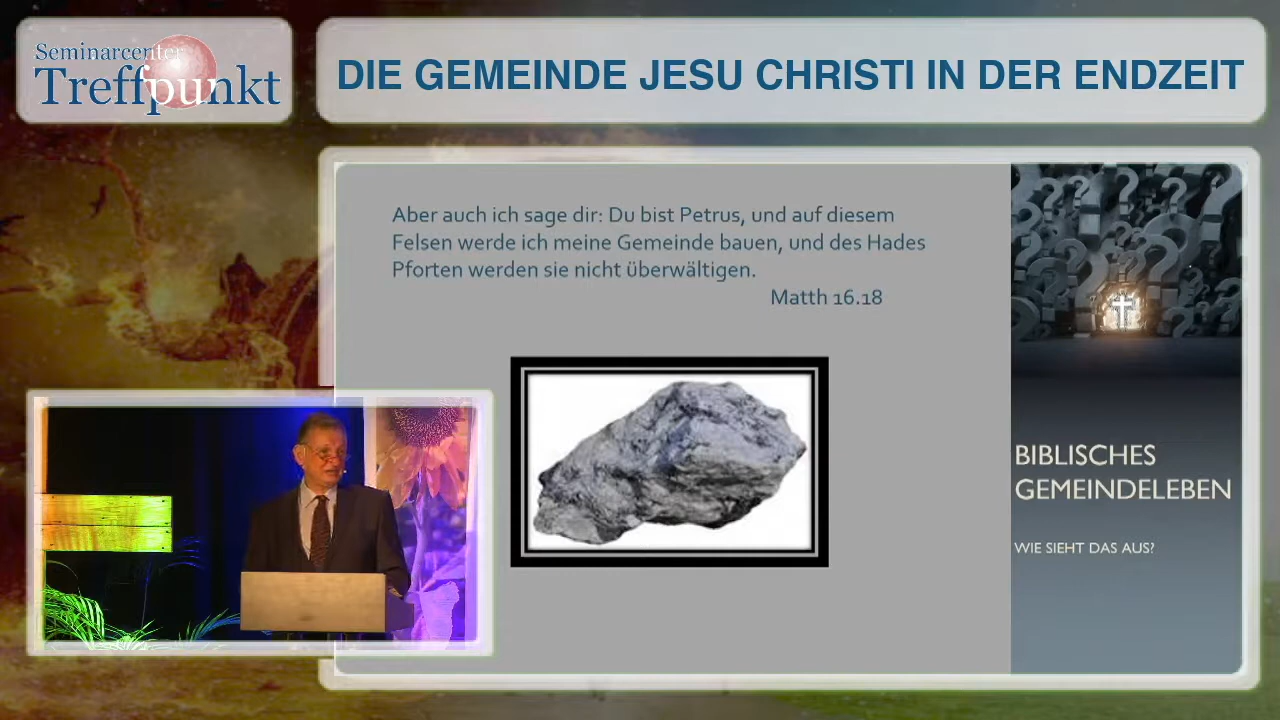 Seminarcenter
Treffpunkt
DIE GEMEINDE JESU CHRISTI IN DER ENDZEIT
Aber auch ich sage dir: Du bist Petrus, und auf diesem
Felsen werde ich meine Gemeinde bauen, und des Hades
Pforten werden sie nicht überwältigen.
Matth 16.18
BIBLISCHES
GEMEINDELEBEN
WIE SIEHT DAS AUS?